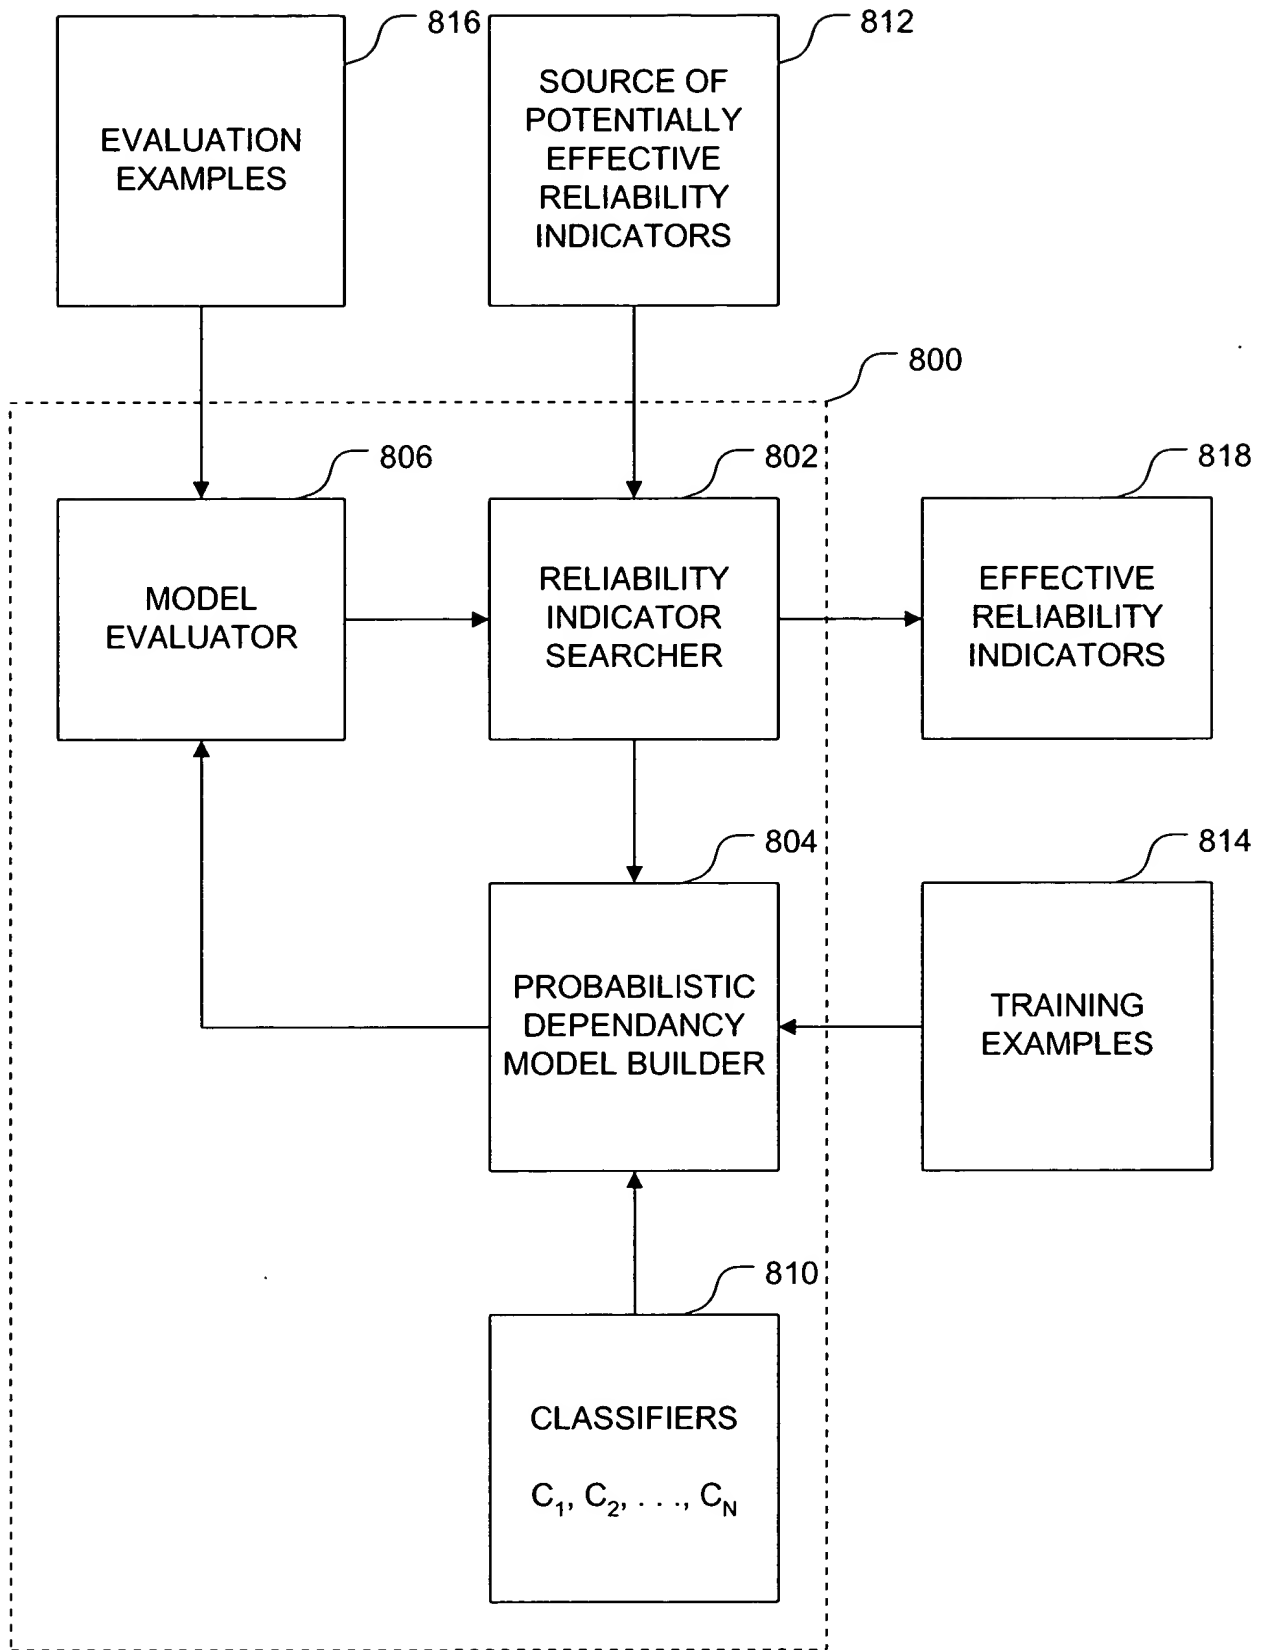 816
812
EVALUATION
EXAMPLES
SOURCE OF
POTENTIALLY
EFFECTIVE
RELIABILITY
INDICATORS
800
806
802
818
MODEL
EVALUATOR
RELIABILITY
INDICATOR
SEARCHER
EFFECTIVE
RELIABILITY
INDICATORS
804
814
PROBABILISTIC
DEPENDANCY
MODEL BUILDER
TRAINING
EXAMPLES
810
CLASSIFIERS
C₁, C₂, . . ., C_N